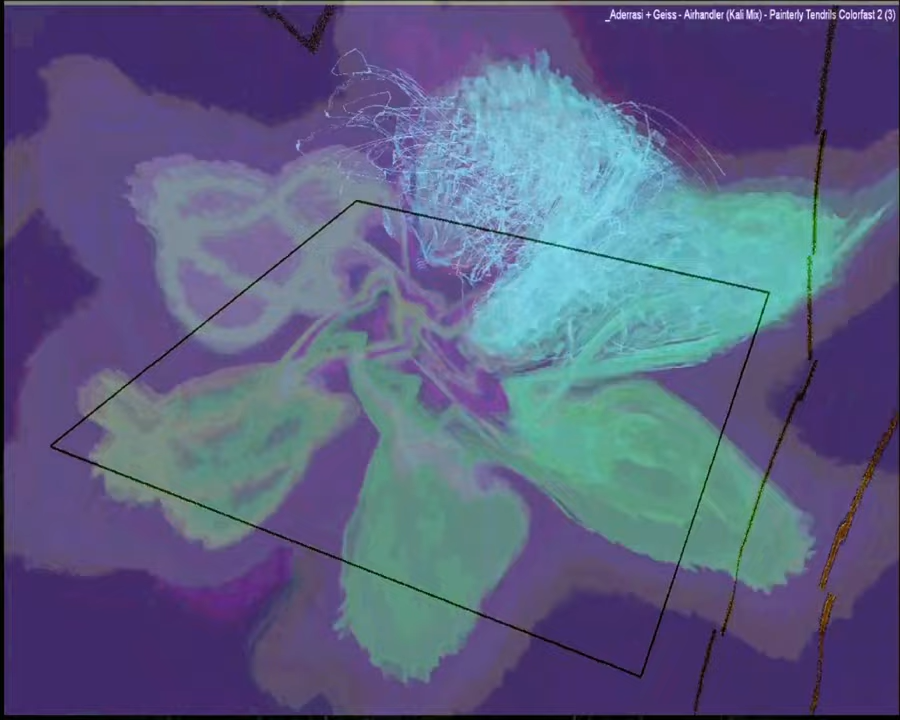 _Aderrasi + Geiss - Airhandler (Kali Mix) - Painterly Tendrils Colorfast 2 (3)